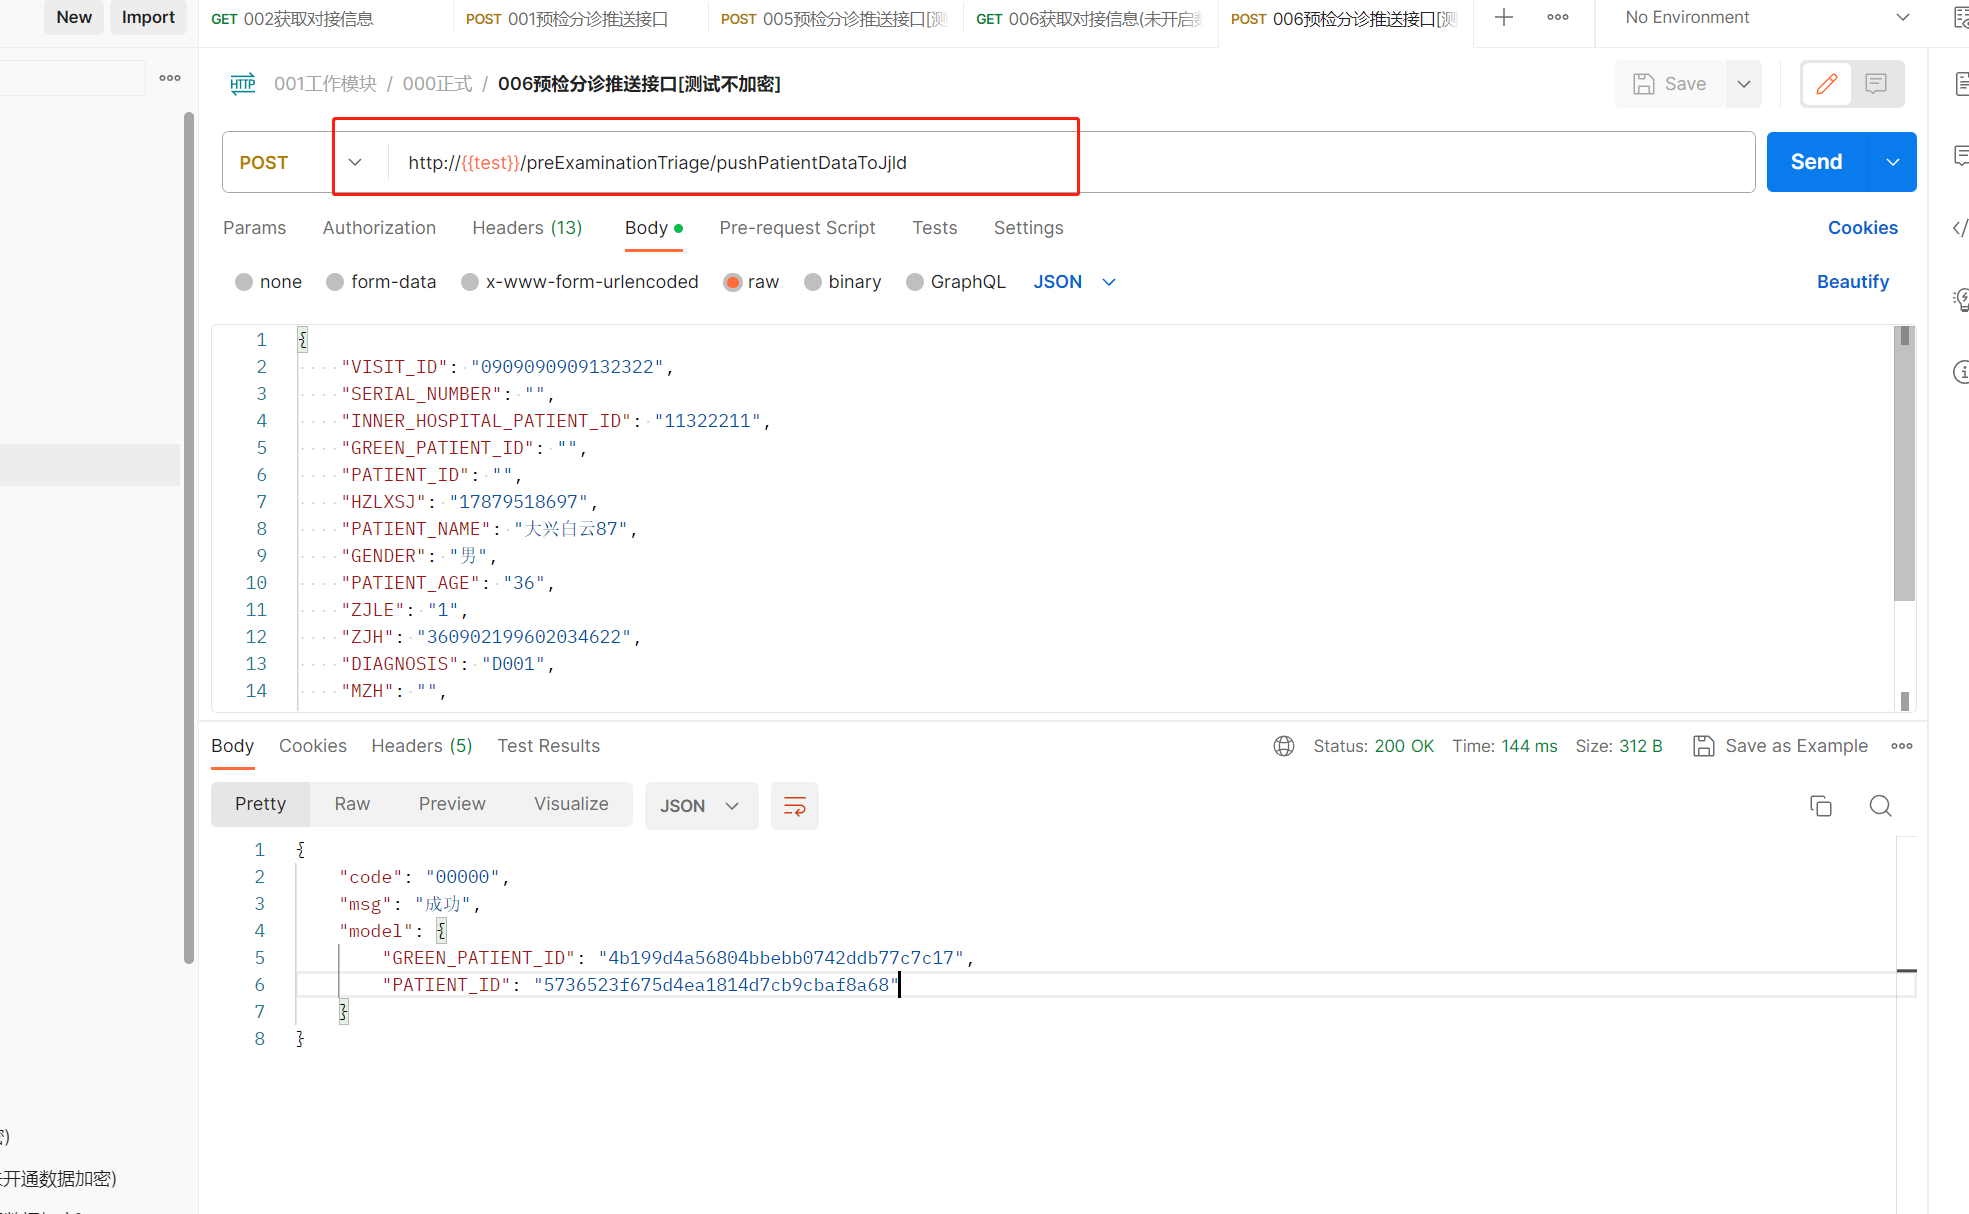 New Import GET 002获取对接信息 POST 001预检分诊推送接口 POST 005预检分诊推送接口[测 GET 006获取对接信息(未开启 POST 006预检分诊推送接口[测 No Environment
HTTP 001工作模块 / 000正式 / 006预检分诊推送接口[测试不加密] Save
POST http://{{test}}/preExaminationTriage/pushPatientDataToJjld Send
Params Authorization Headers (13) Body Pre-request Script Tests Settings Cookies
none form-data x-www-form-urlencoded raw binary GraphQL JSON Beautify
1 {
2 "VISIT_ID": "0909090909132322",
3 "SERIAL_NUMBER": "",
4 "INNER_HOSPITAL_PATIENT_ID": "11322211",
5 "GREEN_PATIENT_ID": "",
6 "PATIENT_ID": "",
7 "HZLXSJ": "17879518697",
8 "PATIENT_NAME": "大兴白云87",
9 "GENDER": "男",
10 "PATIENT_AGE": "36",
11 "ZJLE": "1",
12 "ZJH": "360902199602034622",
13 "DIAGNOSIS": "D001",
14 "MZH": "",
Body Cookies Headers (5) Test Results Status: 200 OK Time: 144 ms Size: 312 B Save as Example
Pretty Raw Preview Visualize JSON
1 {
2 "code": "00000",
3 "msg": "成功",
4 "model": {
5 "GREEN_PATIENT_ID": "4b199d4a56804bbebb0742ddb77c7c17",
6 "PATIENT_ID": "5736523f675d4ea1814d7cb9cbaf8a68"
7 }
8 }
密)
开通数据加密)